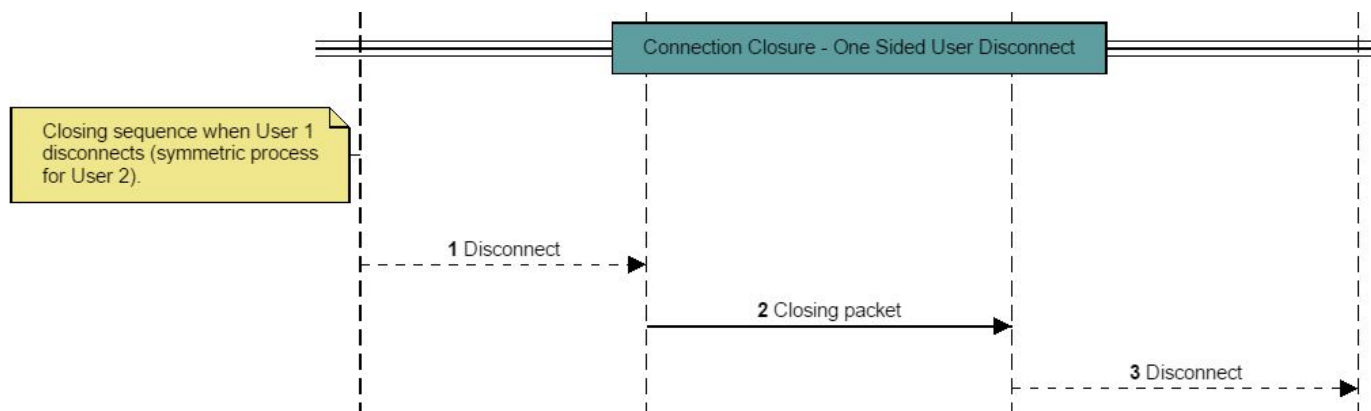 Connection Closure - One Sided User Disconnect
Closing sequence when User 1
disconnects (symmetric process
for User 2).
1 Disconnect
2 Closing packet
3 Disconnect